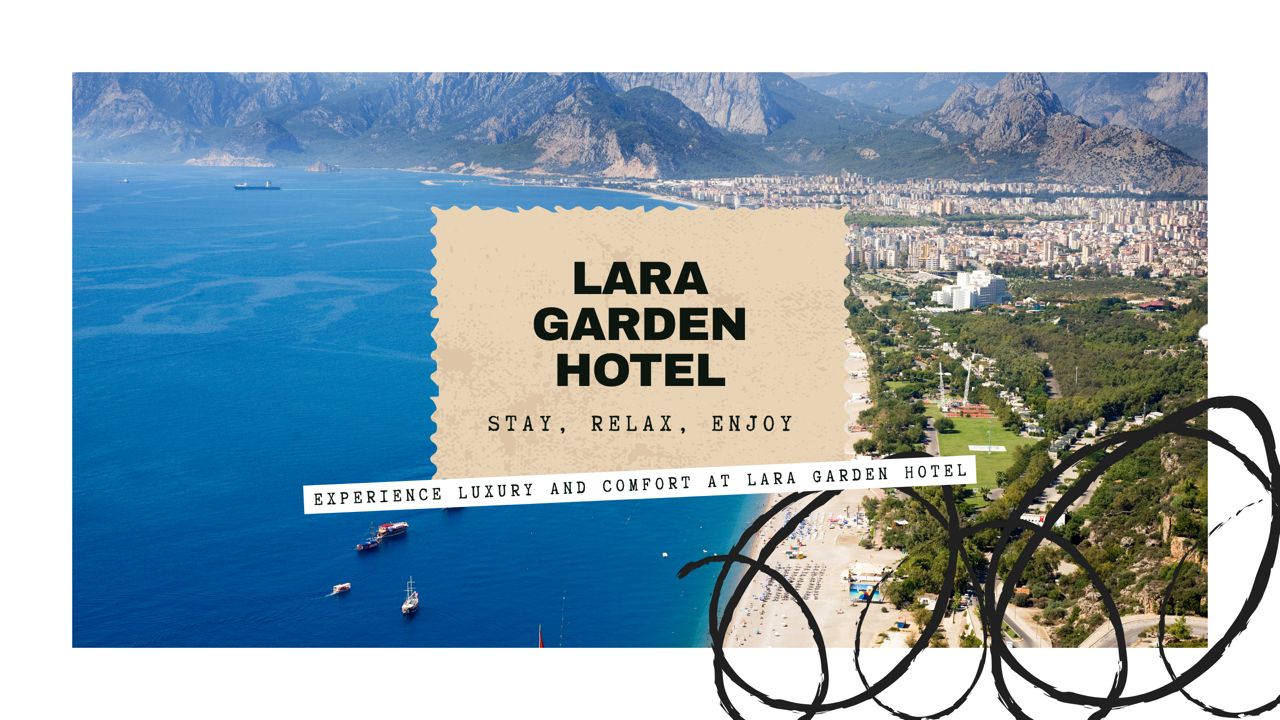 LARA
GARDEN
HOTEL
STAY, RELAX, ENJOY
EXPERIENCE LUXURY AND COMFORT AT LARA GARDEN HOTEL